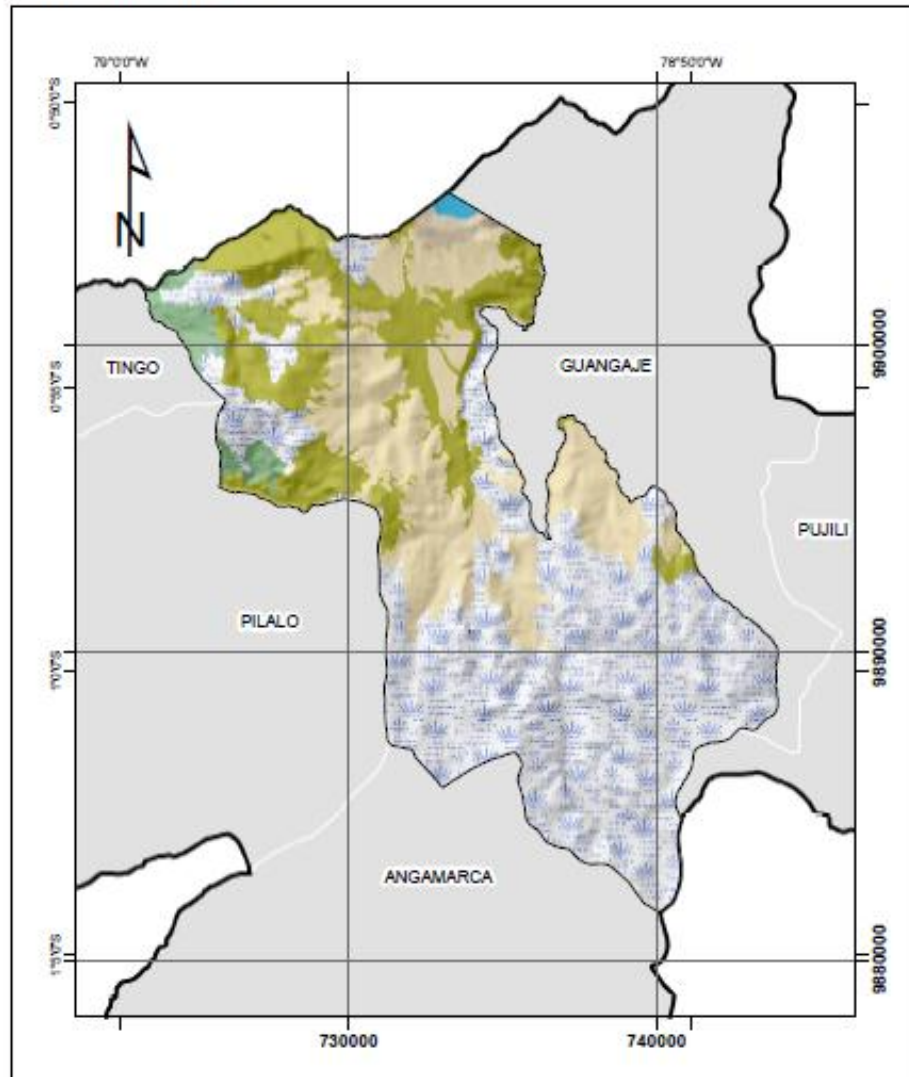 79°0'0"W
78°50'0"W
0°50'0"S
N
9900000
TINGO
GUANGAJE
0°55'0"S
PUJILI
PILALO
9890000
1°0'0"S
ANGAMARCA
1°5'0"S
9880000
730000
740000